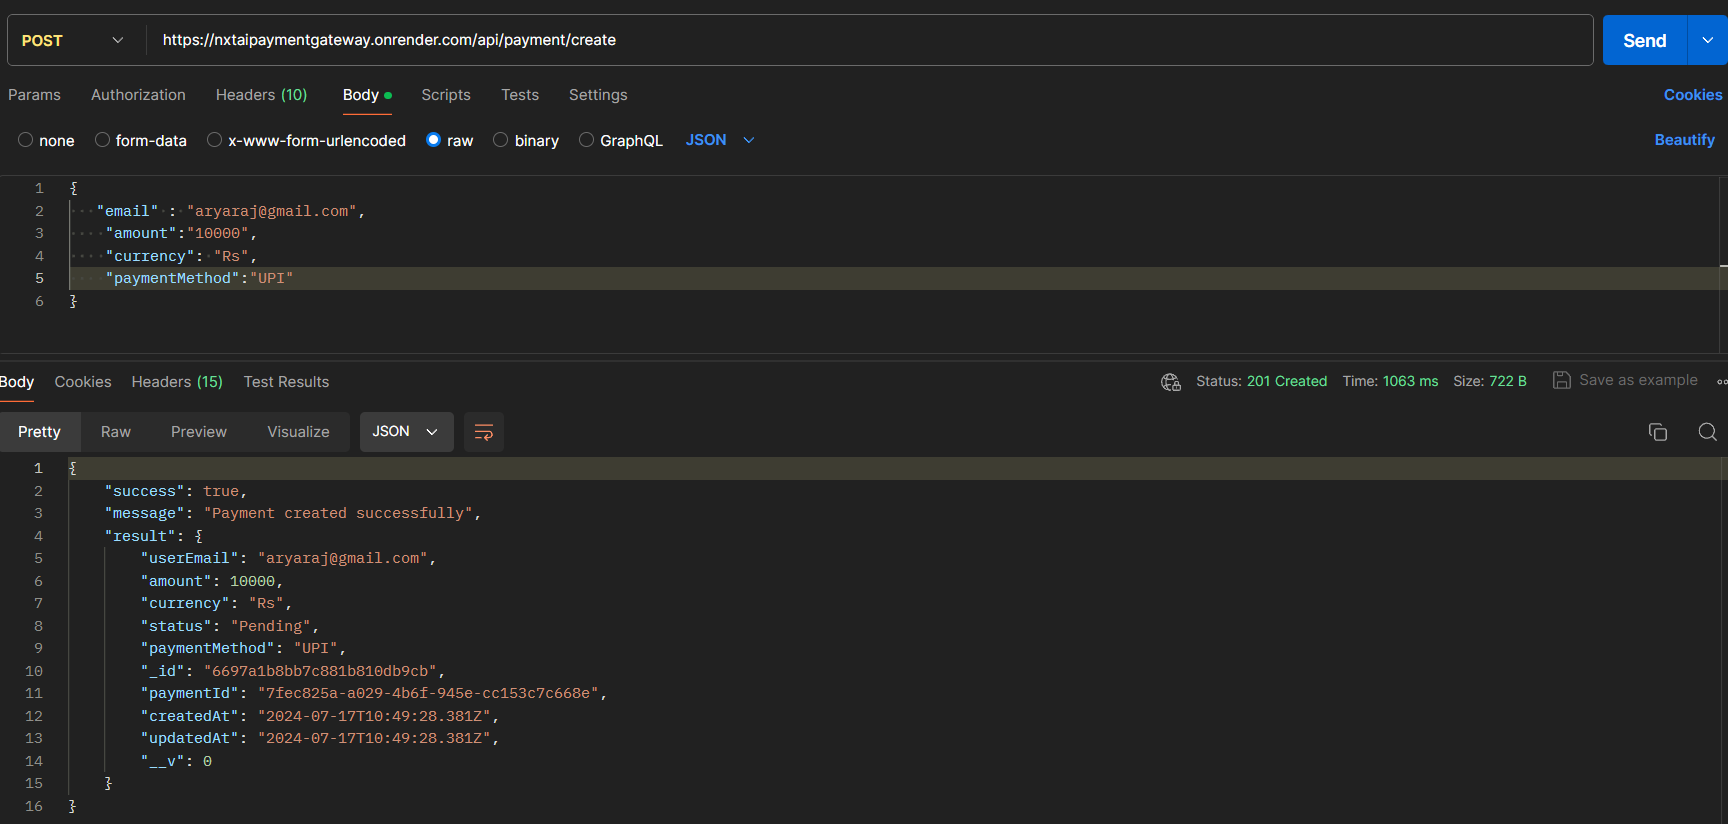 POST https://nxtaipaymentgateway.onrender.com/api/payment/create Send
Params Authorization Headers (10) Body Scripts Tests Settings Cookies
none form-data x-www-form-urlencoded raw binary GraphQL JSON Beautify
1 {
2 "email" : "aryaraj@gmail.com",
3 "amount":"10000",
4 "currency": "Rs",
5 "paymentMethod":"UPI"
6 }
Body Cookies Headers (15) Test Results Status: 201 Created Time: 1063 ms Size: 722 B Save as example
Pretty Raw Preview Visualize JSON
1 {
2 "success": true,
3 "message": "Payment created successfully",
4 "result": {
5 "userEmail": "aryaraj@gmail.com",
6 "amount": 10000,
7 "currency": "Rs",
8 "status": "Pending",
9 "paymentMethod": "UPI",
10 "_id": "6697a1b8bb7c881b810db9cb",
11 "paymentId": "7fec825a-a029-4b6f-945e-cc153c7c668e",
12 "createdAt": "2024-07-17T10:49:28.381Z",
13 "updatedAt": "2024-07-17T10:49:28.381Z",
14 "__v": 0
15 }
16 }